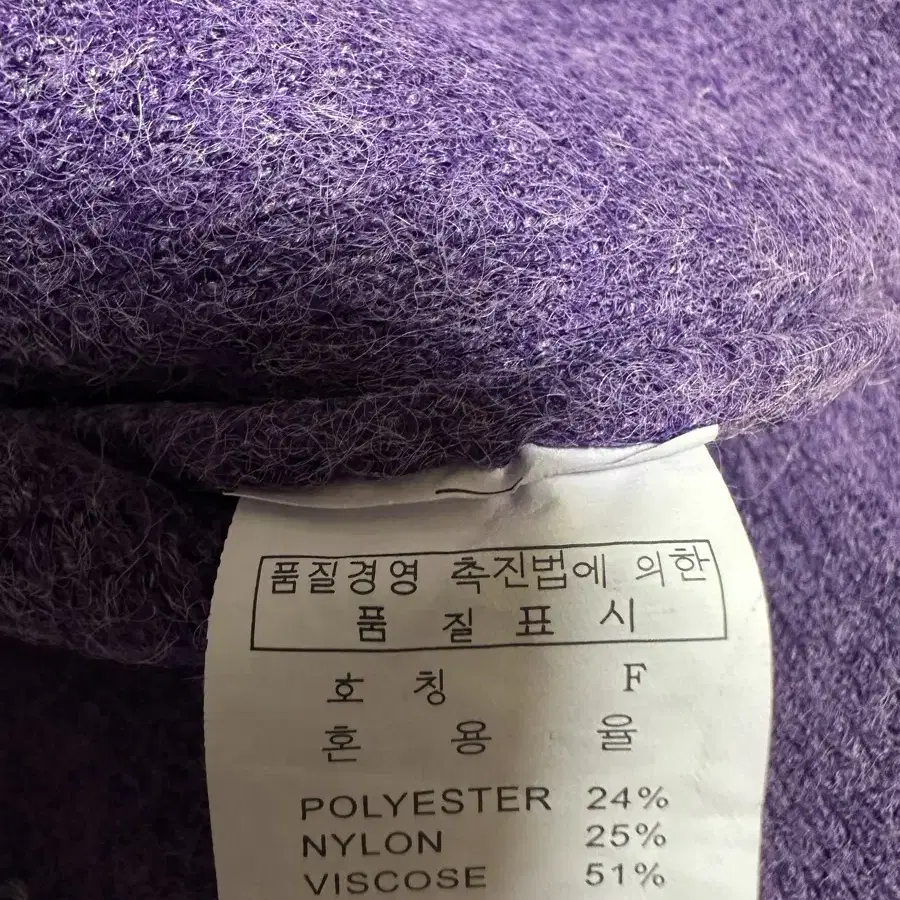 품질경영 촉진법에 의한
품 질 표 시
호 칭 F
혼 용 율
POLYESTER 24%
NYLON 25%
VISCOSE 51%